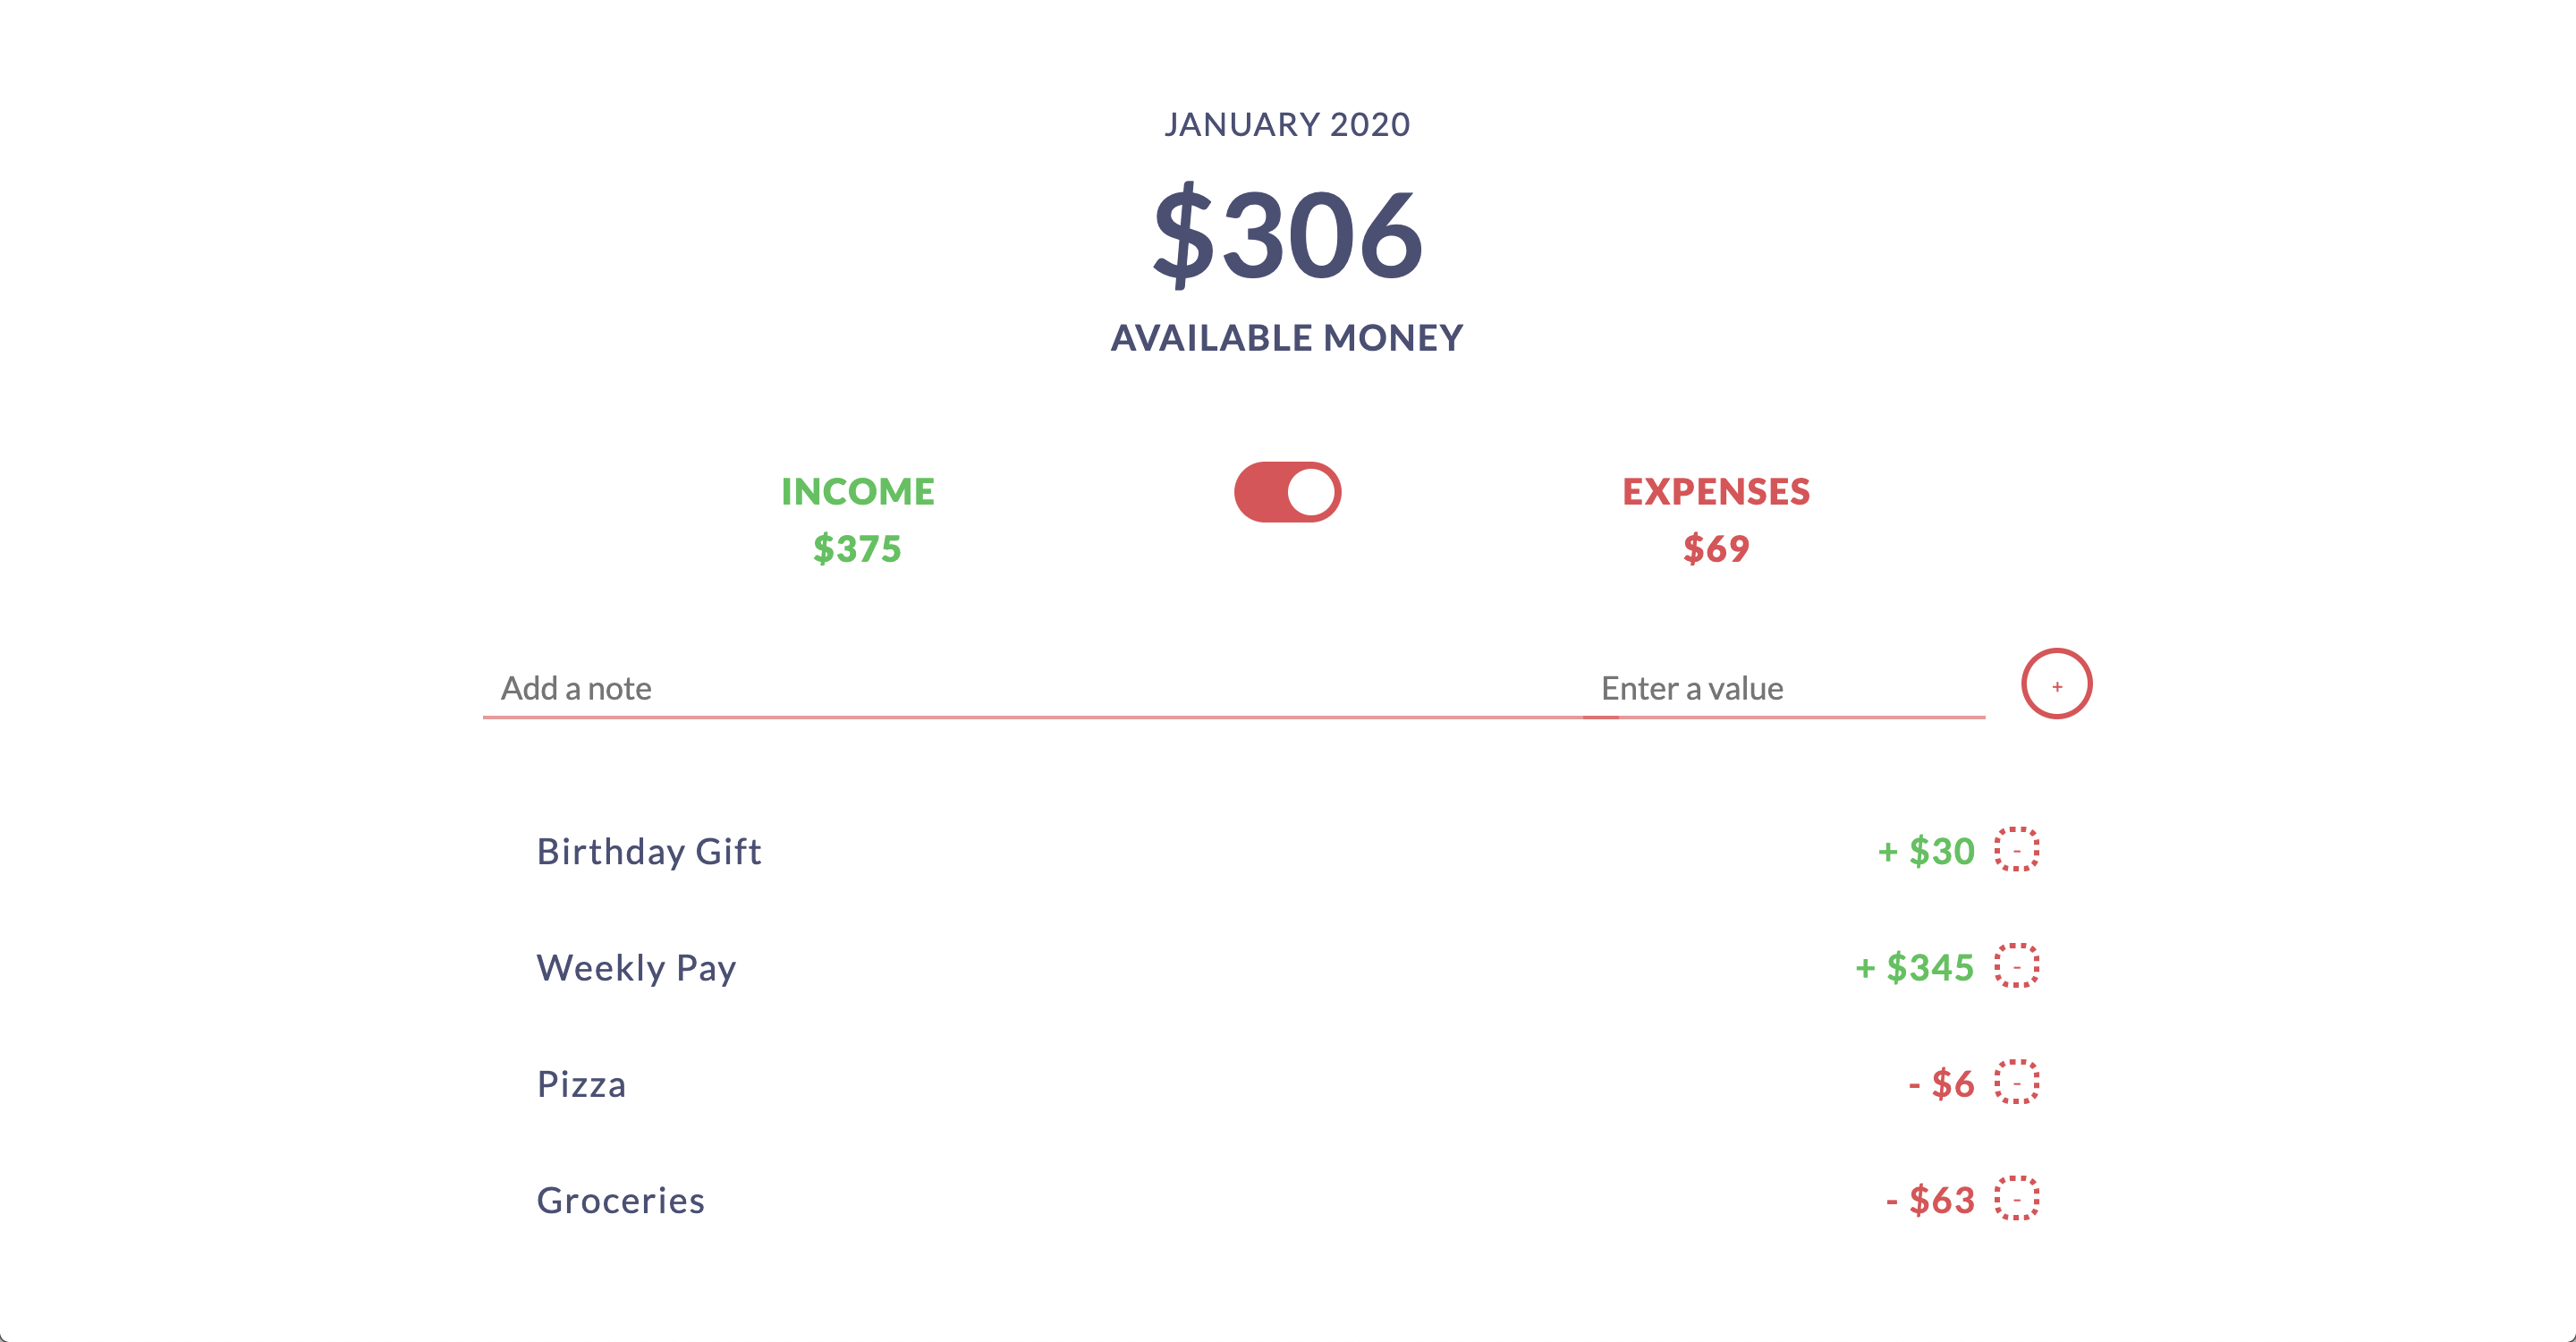 JANUARY 2020
$306
AVAILABLE MONEY
INCOME
$375
EXPENSES
$69
Add a note
Enter a value
+
Birthday Gift
+ $30
-
Weekly Pay
+ $345
-
Pizza
- $6
-
Groceries
- $63
-